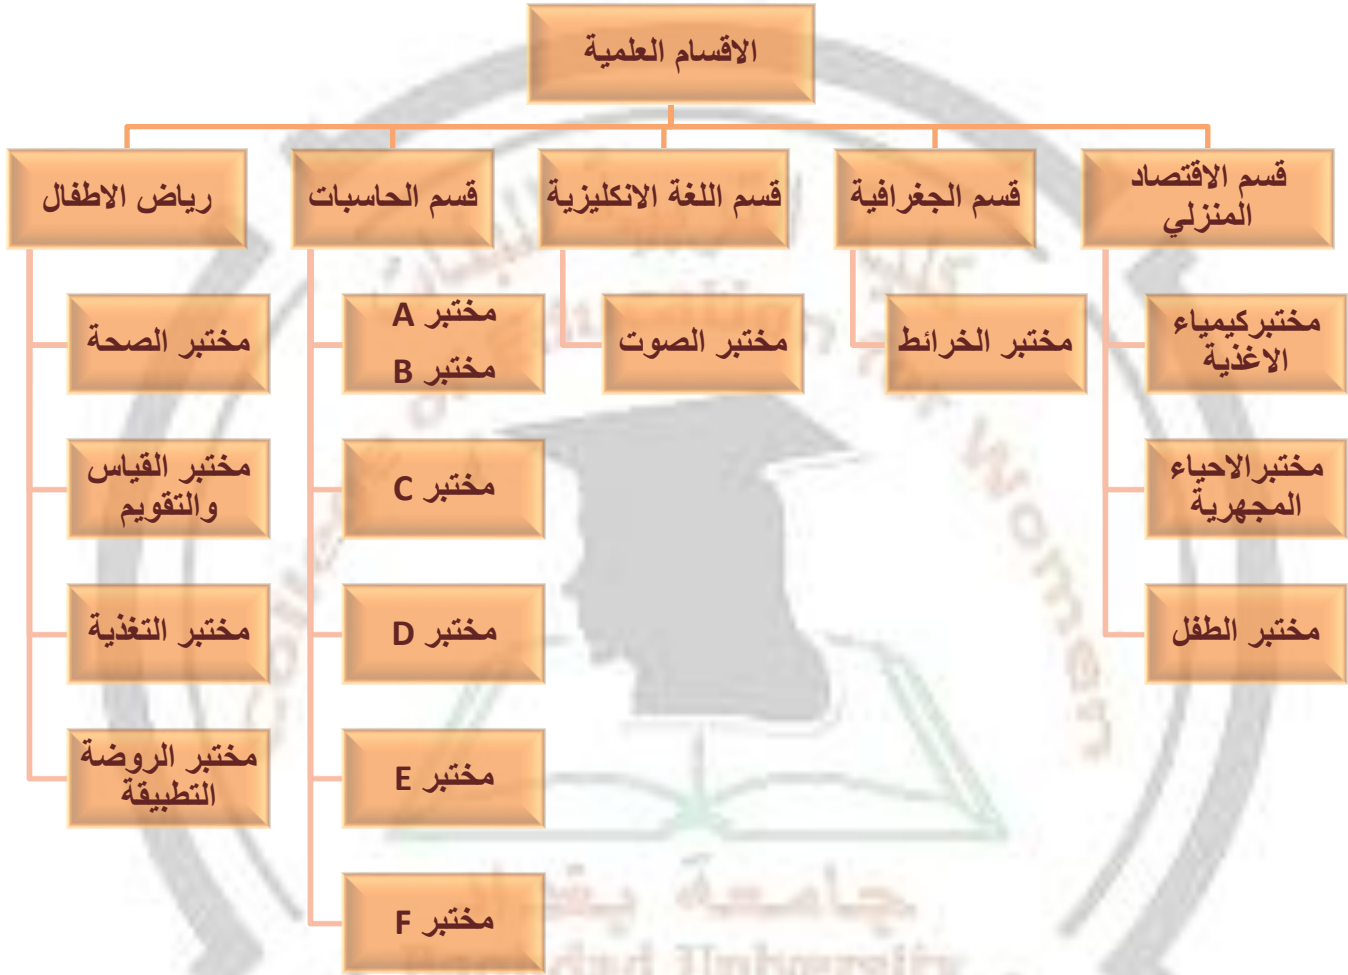 الاقسام العلمية
قسم الاقتصاد
المنزلي
قسم الجغرافية
قسم اللغة الانكليزية
قسم الحاسبات
رياض الاطفال
مختبركيمياء
الاغذية
مختبرالاحياء
المجهرية
مختبر الطفل
مختبر الخرائط
مختبر الصوت
مختبر A
مختبر B
مختبر C
مختبر D
مختبر E
مختبر F
مختبر الصحة
مختبر القياس
والتقويم
مختبر التغذية
مختبر الروضة
التطبيقة
Women
جامعة بغداد
University